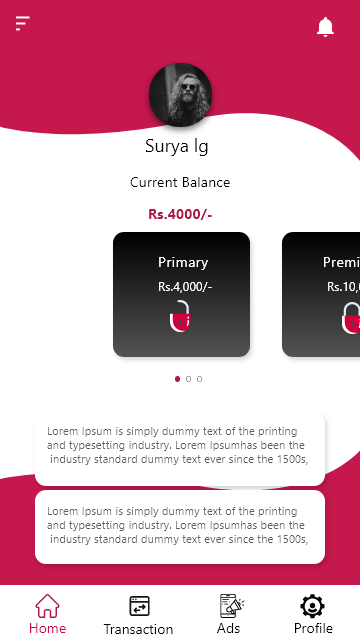 Surya lg
Current Balance
Rs.4000/-
Primary
Rs.4,000/-
Premi
Rs.10,
Lorem Ipsum is simply dummy text of the printing
and typesetting industry. Lorem Ipsumhas been the
industry standard dummy text ever since the 1500s,
Lorem Ipsum is simply dummy text of the printing
and typesetting industry. Lorem Ipsumhas been the
industry standard dummy text ever since the 1500s,
Home
Transaction
Ads
Profile